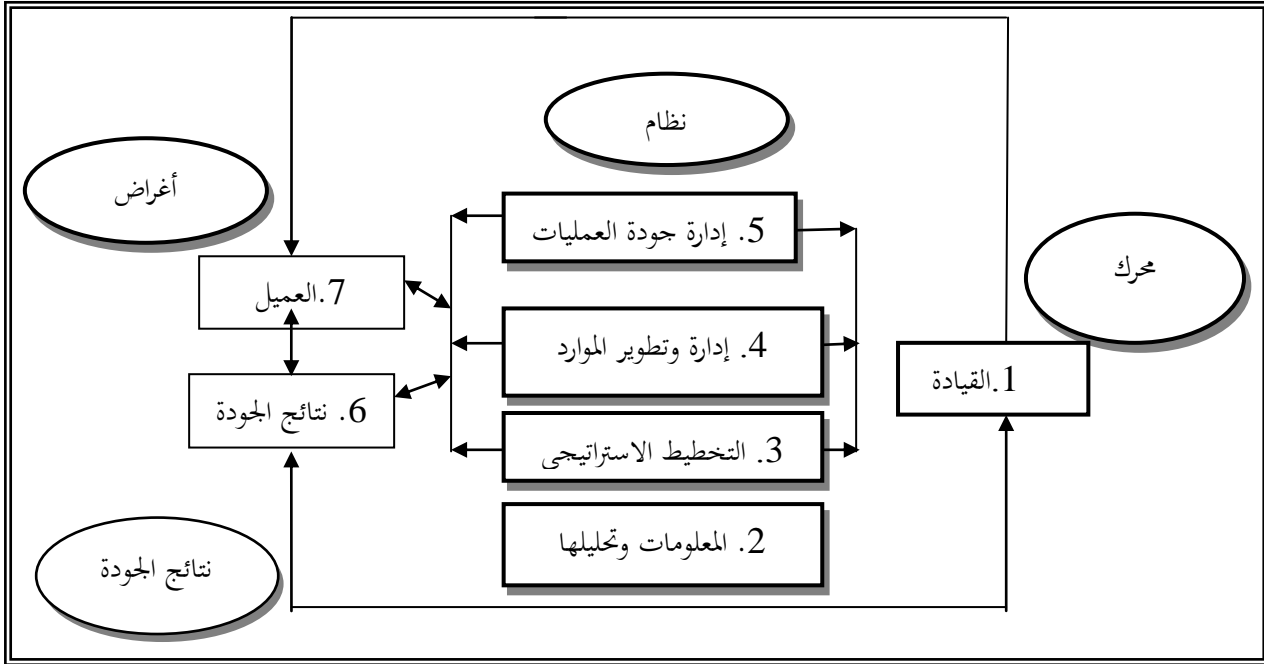 نظام
أغراض
محرك
5. إدارة جودة العمليات
7.العميل
4. إدارة وتطوير الموارد
1.القيادة
6. نتائج الجودة
3. التخطيط الاستراتيجي
2. المعلومات وتحليلها
نتائج الجودة